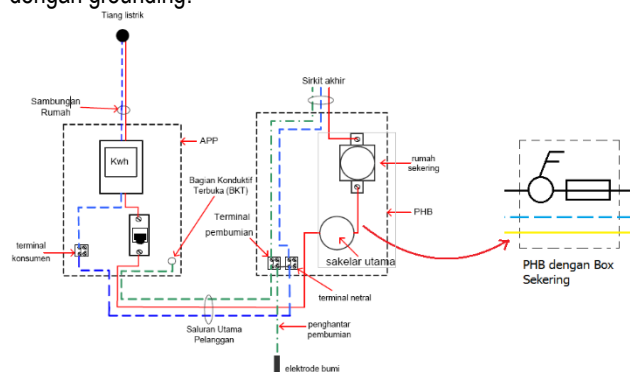 dengan grounding.
Tiang listrik
Sirkit akhir
Sambungan
Rumah
APP
Kwh
Bagian Konduktif
Terbuka (BKT)
rumah
sekering
Terminal
pembumian
PHB
terminal
konsumen
sakelar utama
terminal netral
PHB dengan Box
Sekering
Saluran Utama
Pelanggan
penghantar
pembumian
elektrode bumi